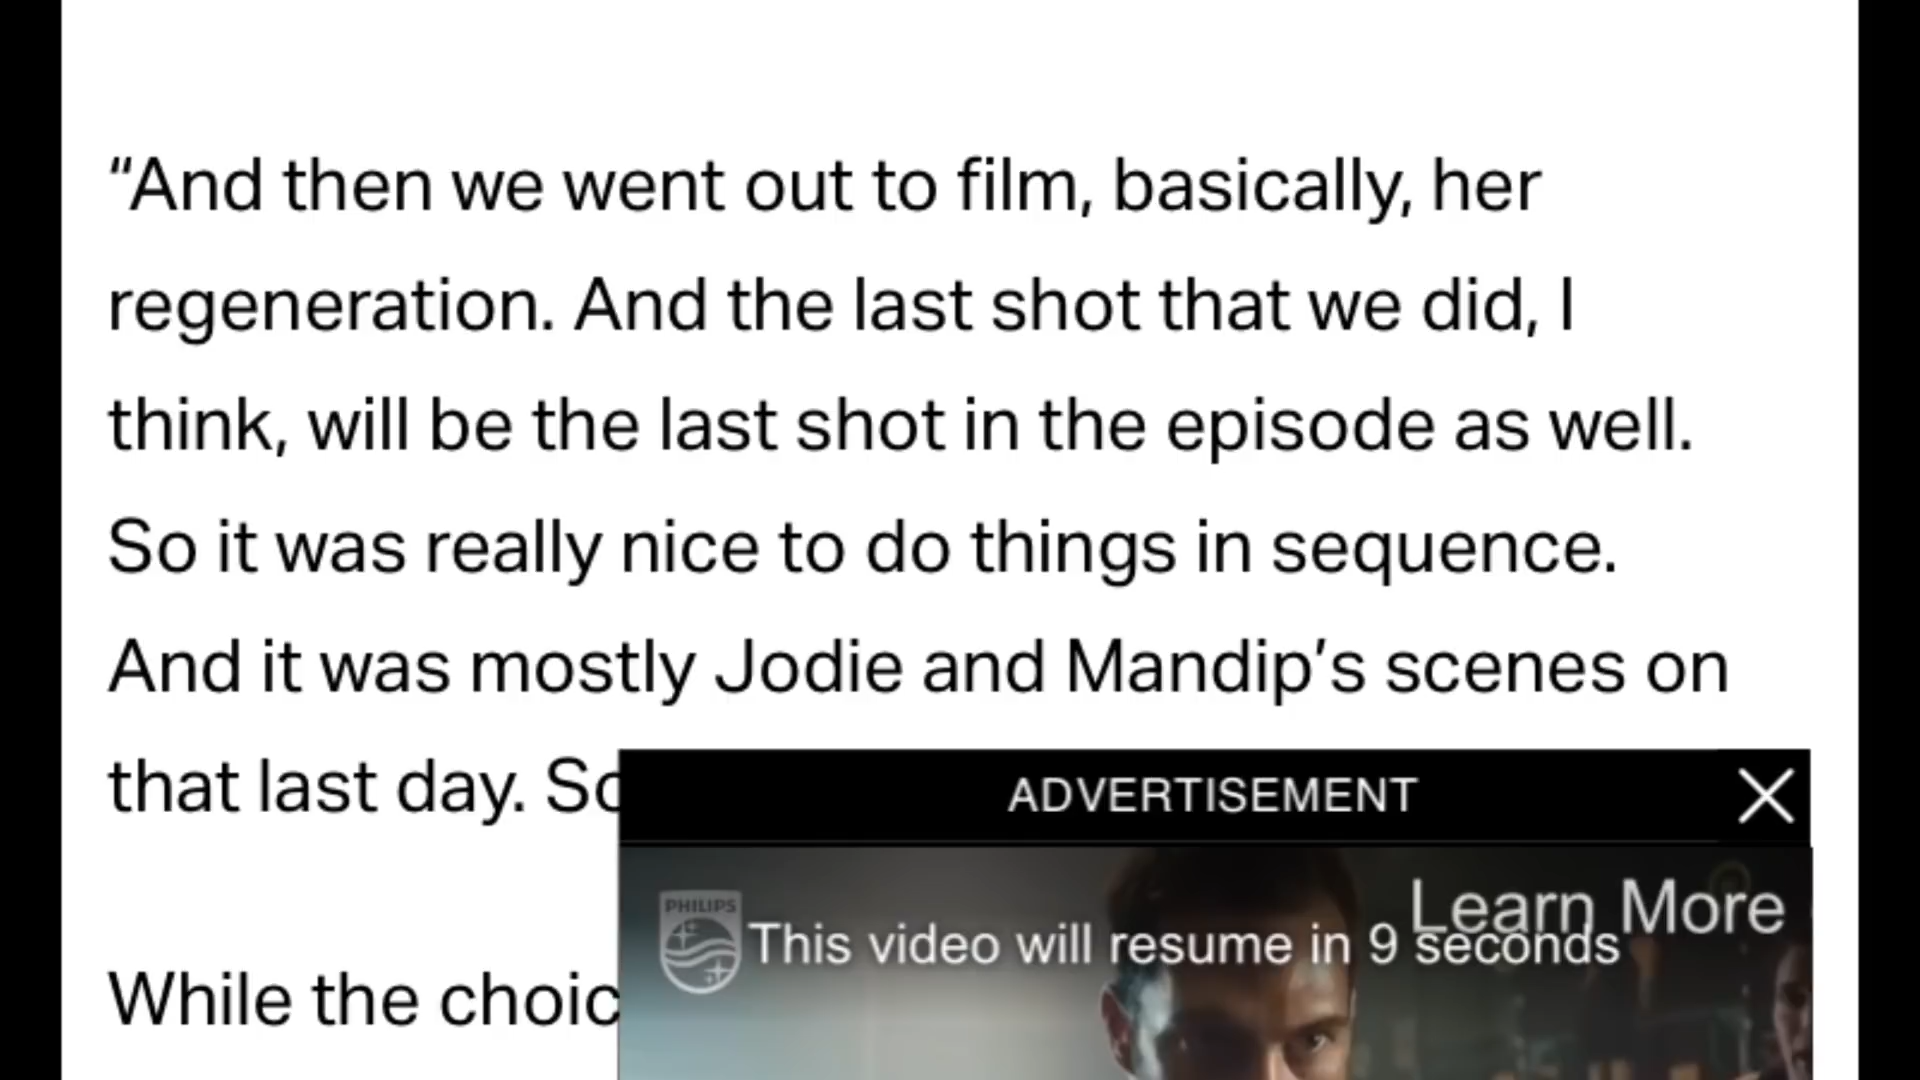 “And then we went out to film, basically, her
regeneration. And the last shot that we did, I
think, will be the last shot in the episode as well.
So it was really nice to do things in sequence.
And it was mostly Jodie and Mandip’s scenes on
that last day. So
ADVERTISEMENT
Learn More
PHILIPS
This video will resume in 9 seconds
While the choic